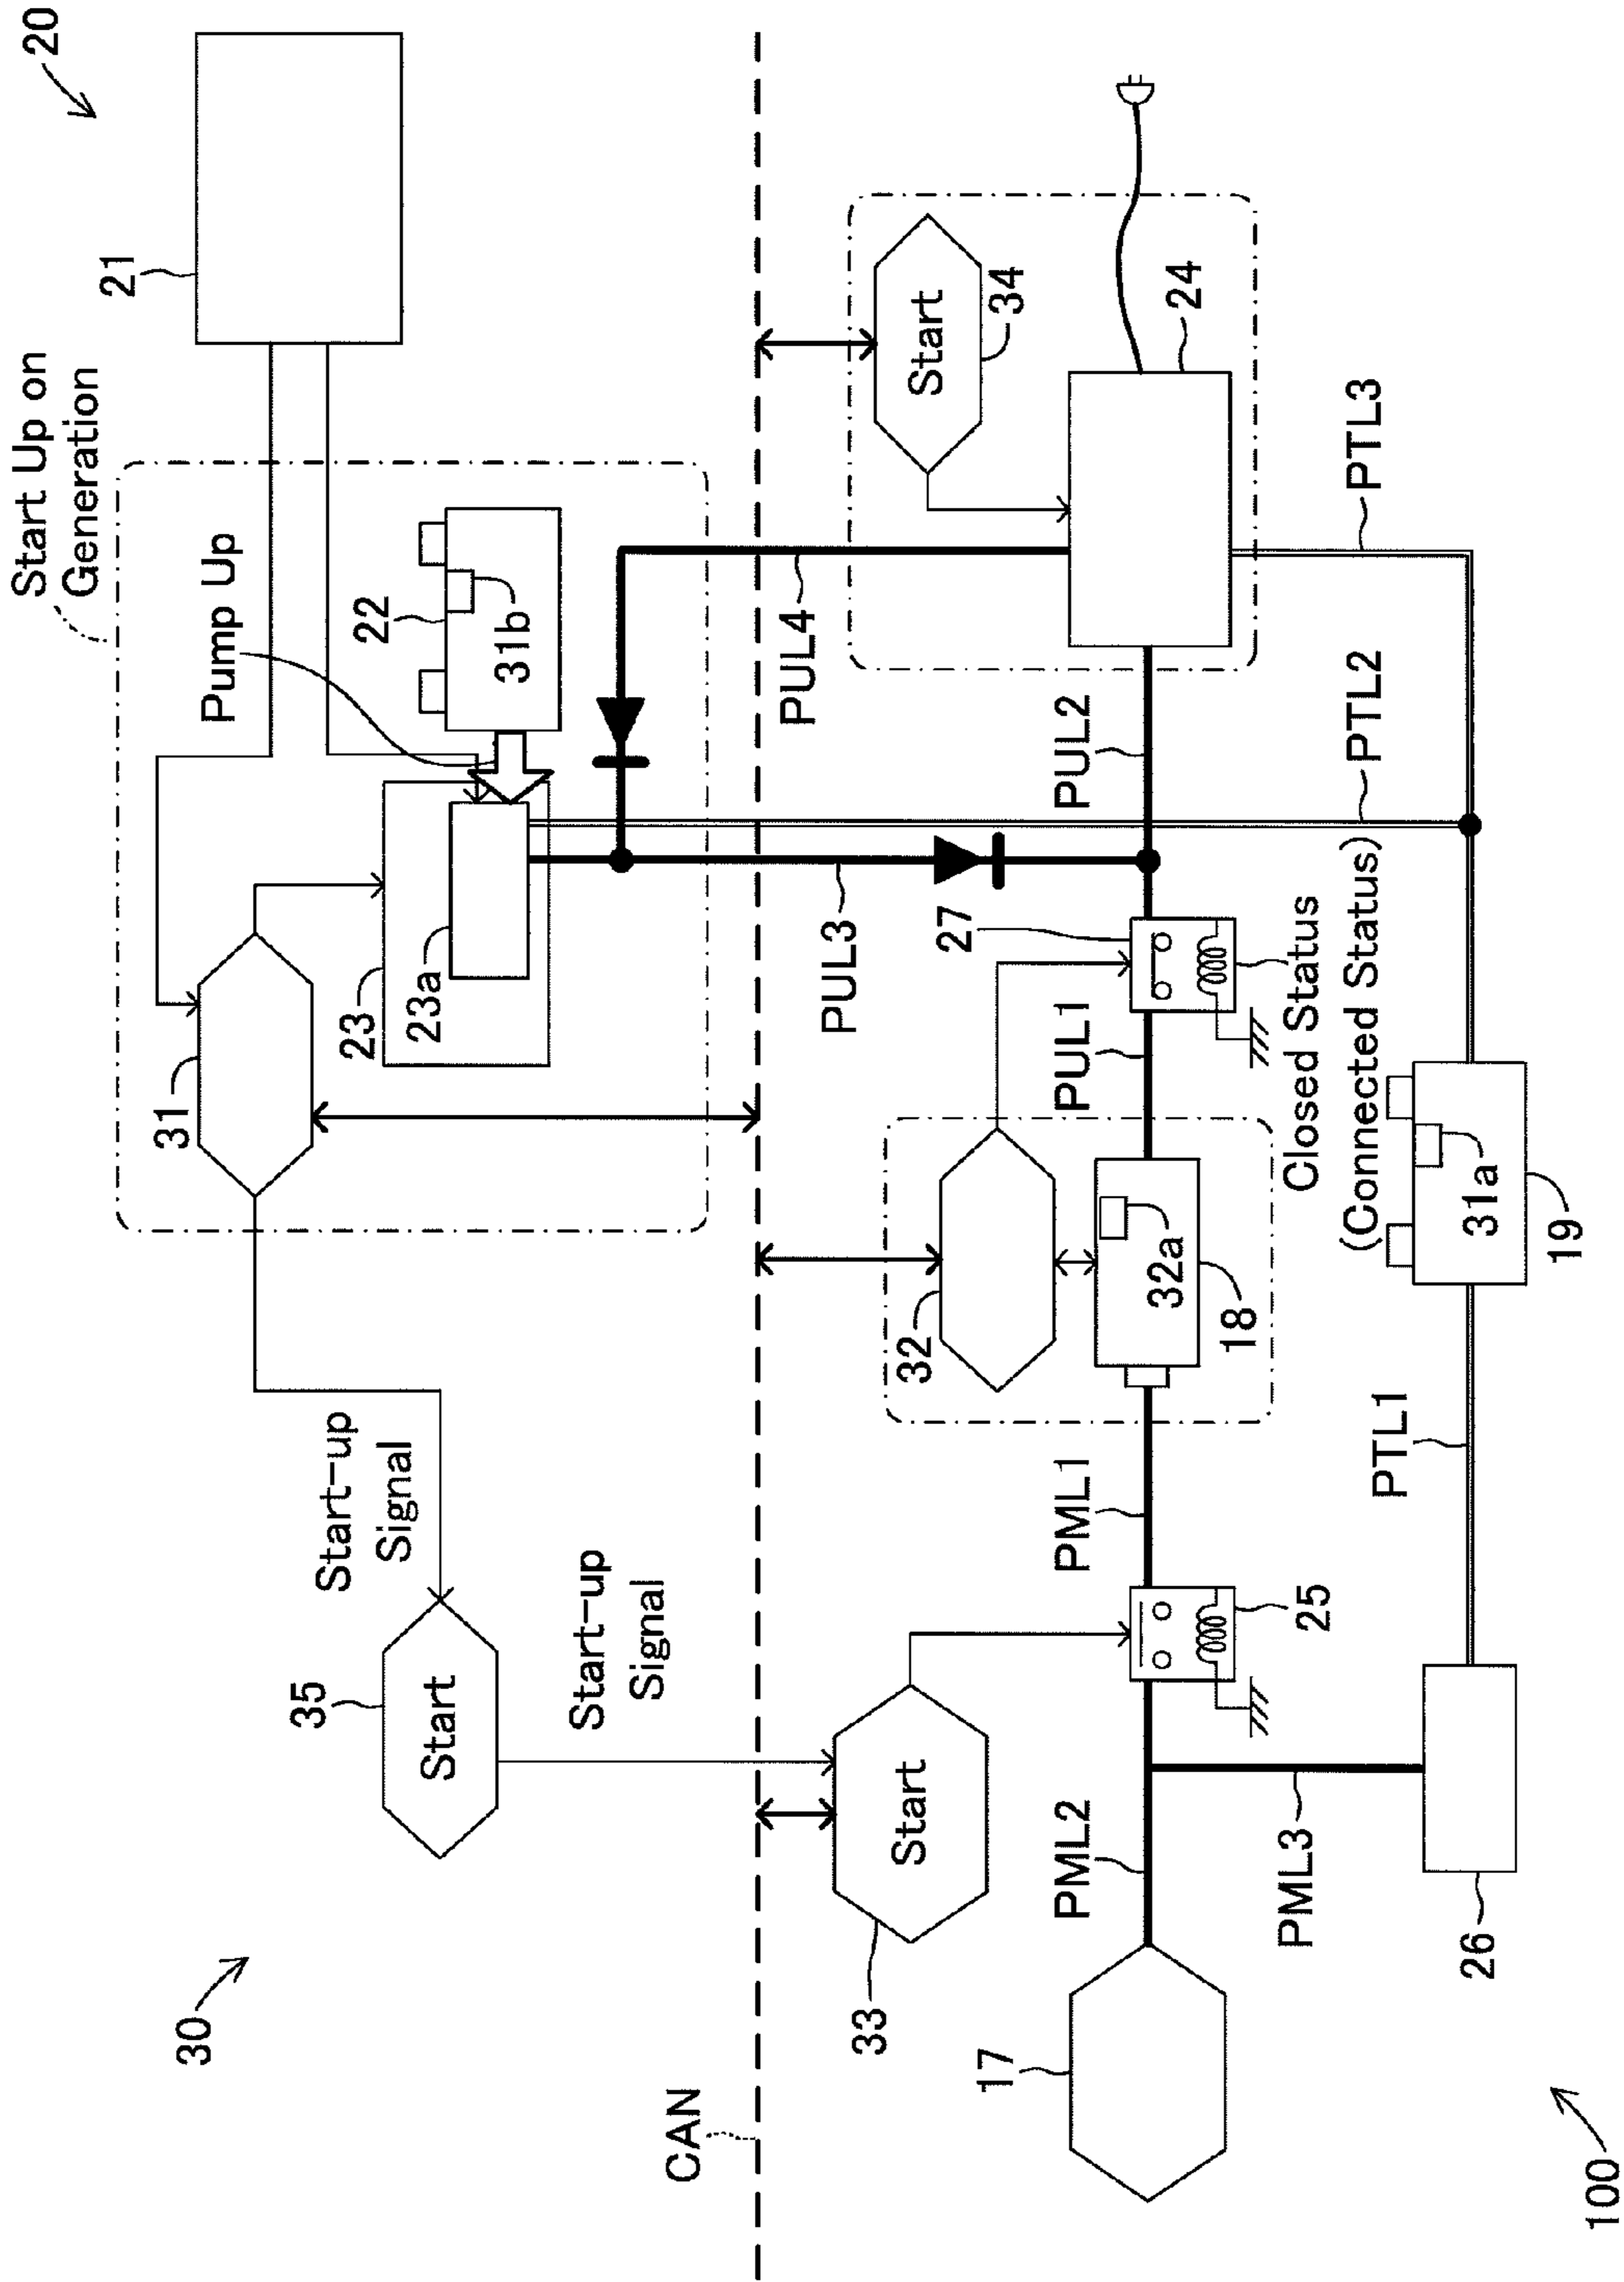 20
21
Start Up on
Generation
Pump Up
22
31b
23
23a
31
Start-up
Signal
35
Start
Start-up
Signal
30
CAN
Start
34
24
PUL4
PUL2
PUL3
27
PUL1
Closed Status
(Connected Status)
PTL3
PTL2
32
32a
18
31a
19
PML1
PTL1
25
Start
33
PML2
PML3
26
17
100